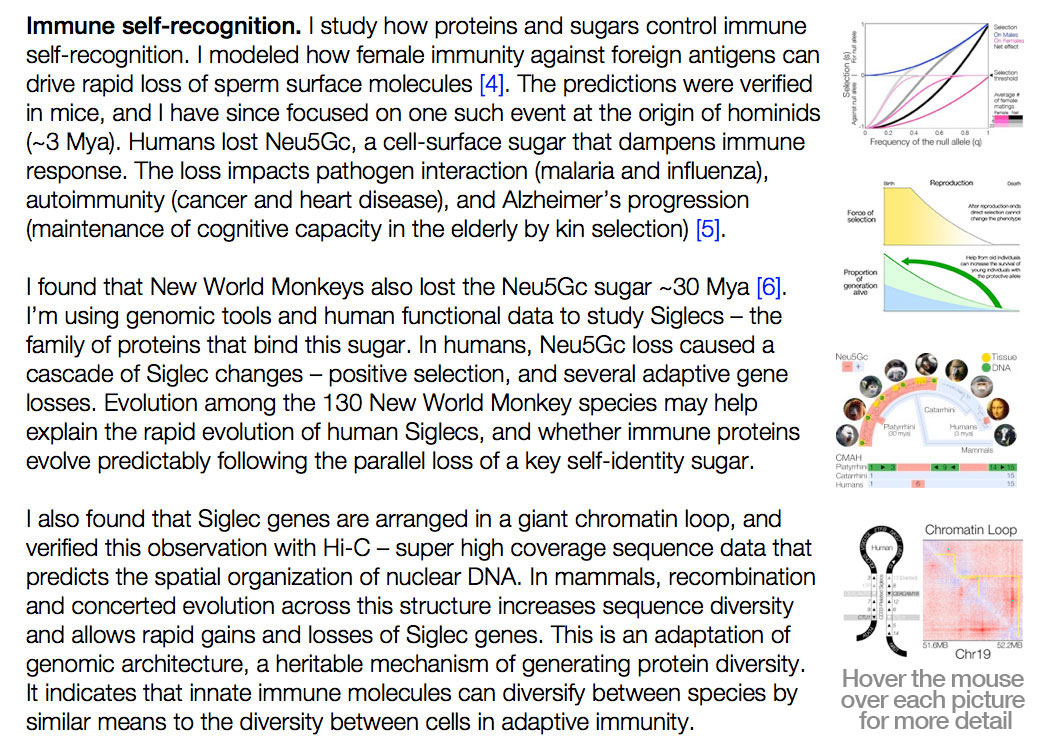 Immune self-recognition. I study how proteins and sugars control immune
self-recognition. I modeled how female immunity against foreign antigens can
drive rapid loss of sperm surface molecules [4]. The predictions were verified
in mice, and I have since focused on one such event at the origin of hominids
(~3 Mya). Humans lost Neu5Gc, a cell-surface sugar that dampens immune
response. The loss impacts pathogen interaction (malaria and influenza),
autoimmunity (cancer and heart disease), and Alzheimer's progression
(maintenance of cognitive capacity in the elderly by kin selection) [5].
I found that New World Monkeys also lost the Neu5Gc sugar ~30 Mya [6].
I'm using genomic tools and human functional data to study Siglecs – the
family of proteins that bind this sugar. In humans, Neu5Gc loss caused a
cascade of Siglec changes – positive selection, and several adaptive gene
losses. Evolution among the 130 New World Monkey species may help
explain the rapid evolution of human Siglecs, and whether immune proteins
evolve predictably following the parallel loss of a key self-identity sugar.
I also found that Siglec genes are arranged in a giant chromatin loop, and
verified this observation with Hi-C – super high coverage sequence data that
predicts the spatial organization of nuclear DNA. In mammals, recombination
and concerted evolution across this structure increases sequence diversity
and allows rapid gains and losses of Siglec genes. This is an adaptation of
genomic architecture, a heritable mechanism of generating protein diversity.
It indicates that innate immune molecules can diversify between species by
similar means to the diversity between cells in adaptive immunity.
Selection (s)
Against null allele
For null allele
1
0
-1
0 0.2 0.4 0.6 0.8 1
Frequency of the null allele (q)
Selection
On Males
On Females
Net effect
Selection
threshold
Average #
of female
matings
Birth Reproduction Death
Force of
selection
After reproduction ends
direct selection cannot
change the phenotype
Proportion
of
generation
alive
Help from old individuals
can increase the survival of
young individuals with
the protective allele
Neu5Gc
- +
Tissue
DNA
Catarrhini
Platyrrhini
(30 mya)
Humans
(3 mya)
Mammals
CMAH
Platyrrhini 1 3 9 14 15
Catarrhini 1 15
Humans 1 6 15
Human
Chromatin Loop
51.6MB 52.2MB
Chr19
Hover the mouse
over each picture
for more detail